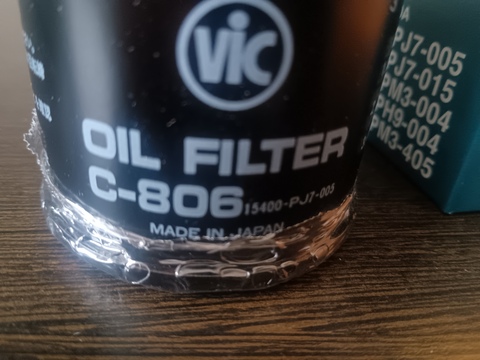 VIC
OIL FILTER
C-806 15400-PJ7-005
MADE IN JAPAN
PJ7-005
PJ7-015
PM3-004
PH9-004
PM3-405